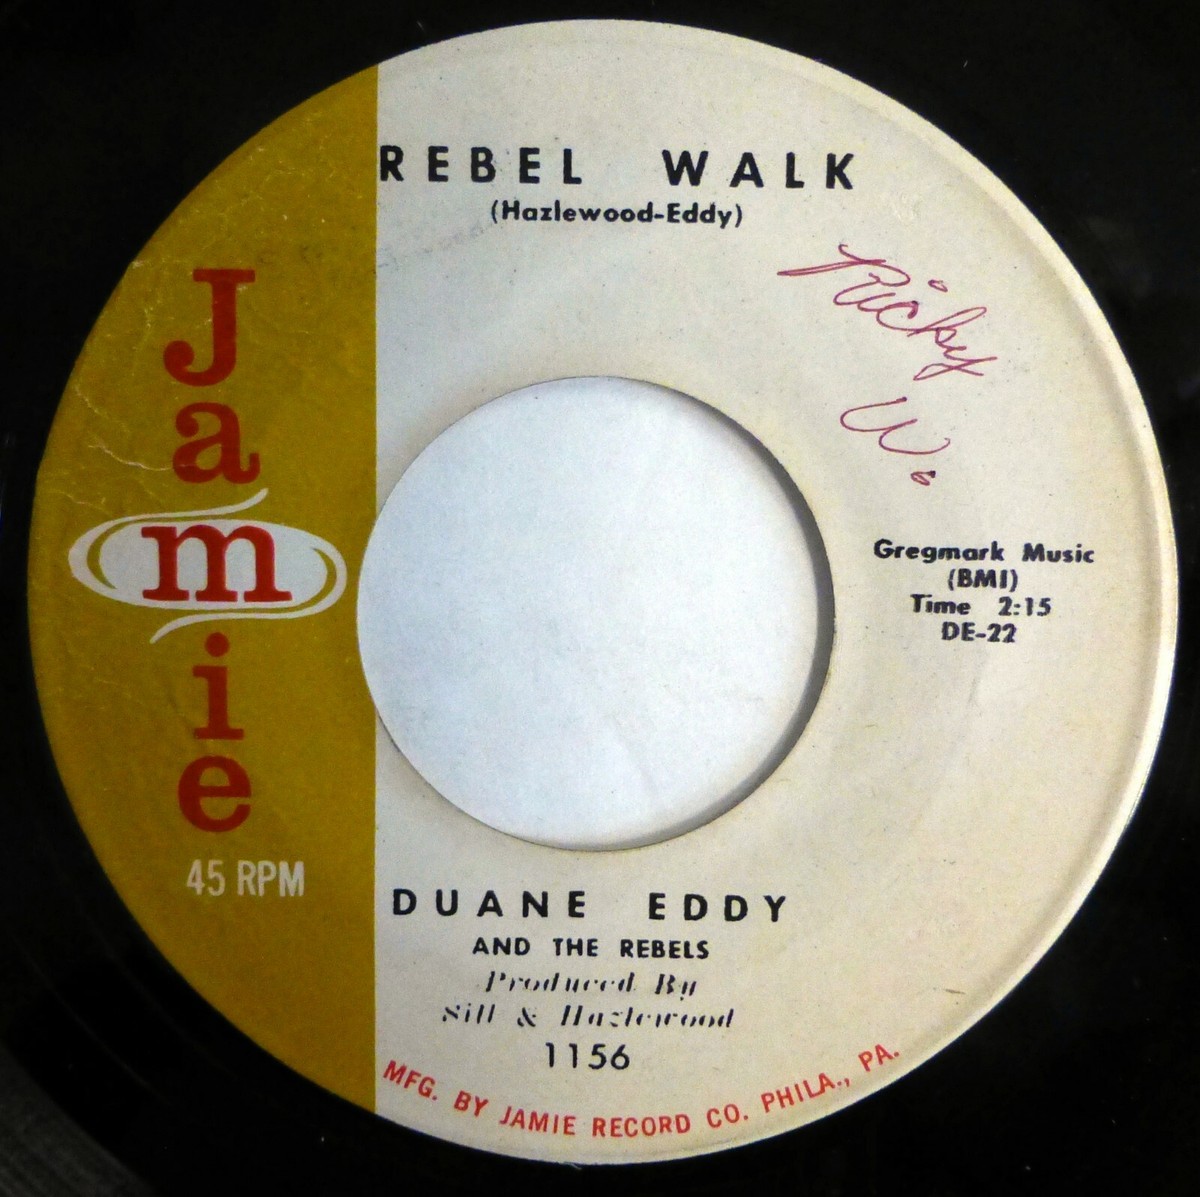 REBEL WALK
(Hazlewood-Eddy)
Ricky
W.
Jamie
Gregmark Music
(BMI)
Time 2:15
DE-22
45 RPM
DUANE EDDY
AND THE REBELS
Produced By
Sill & Hazlewood
1156
MFG. BY JAMIE RECORD CO. PHILA., PA.